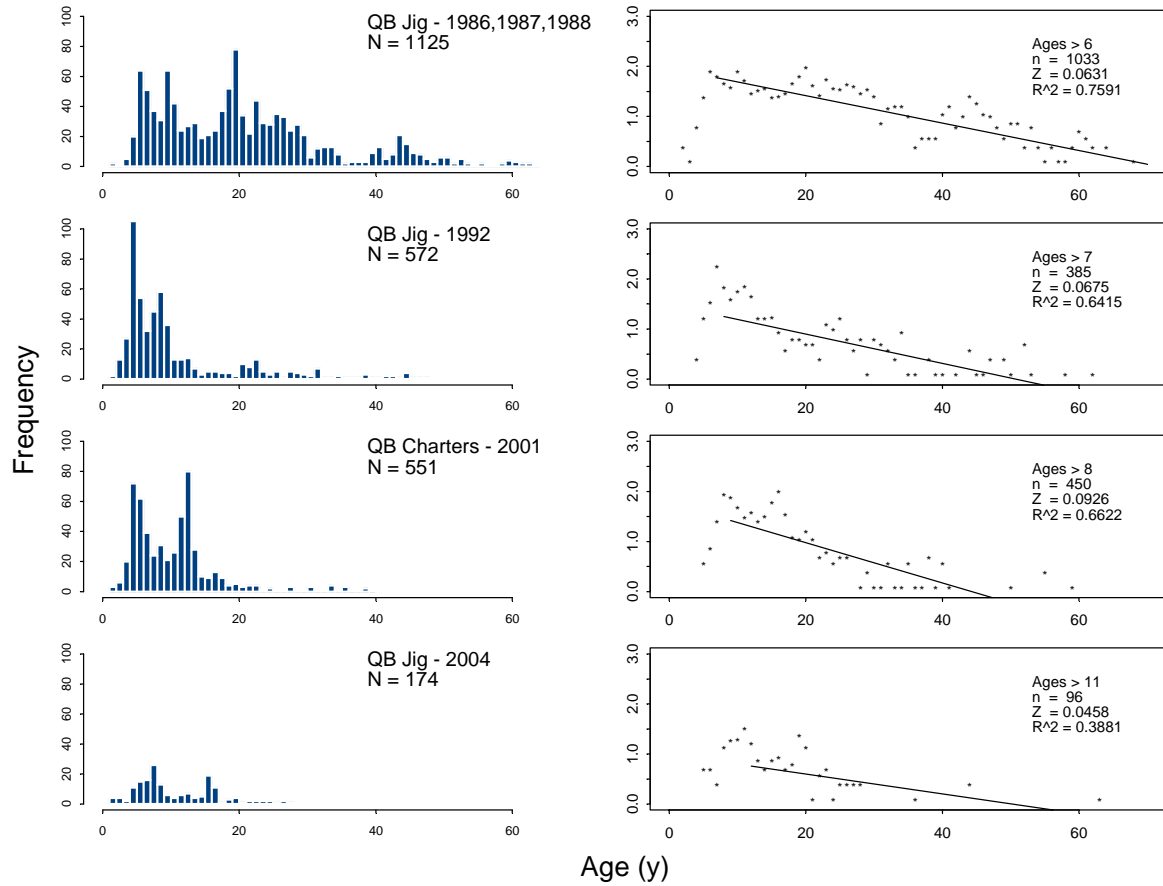 QB Jig - 1986,1987,1988
N = 1125
0 20 40 60 80 100
0 20 40 60
Ages > 6
n = 1033
Z = 0.0631
R^2 = 0.7591
0.0 1.0 2.0 3.0
0 20 40 60
QB Jig - 1992
N = 572
0 20 40 60 80 100
0 20 40 60
Ages > 7
n = 385
Z = 0.0675
R^2 = 0.6415
0.0 1.0 2.0 3.0
0 20 40 60
Frequency
QB Charters - 2001
N = 551
0 20 40 60 80 100
0 20 40 60
Ages > 8
n = 450
Z = 0.0926
R^2 = 0.6622
0.0 1.0 2.0 3.0
0 20 40 60
QB Jig - 2004
N = 174
0 20 40 60 80 100
0 20 40 60
Ages > 11
n = 96
Z = 0.0458
R^2 = 0.3881
0.0 1.0 2.0 3.0
0 20 40 60
Age (y)